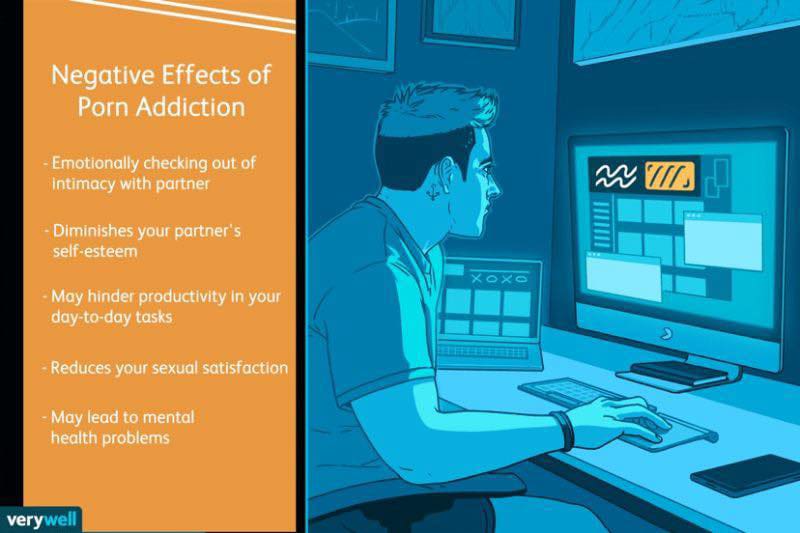 Negative Effects of
Porn Addiction
- Emotionally checking out of
intimacy with partner
- Diminishes your partner's
self-esteem
- May hinder productivity in your
day-to-day tasks
- Reduces your sexual satisfaction
- May lead to mental
health problems
XOXO
verywell